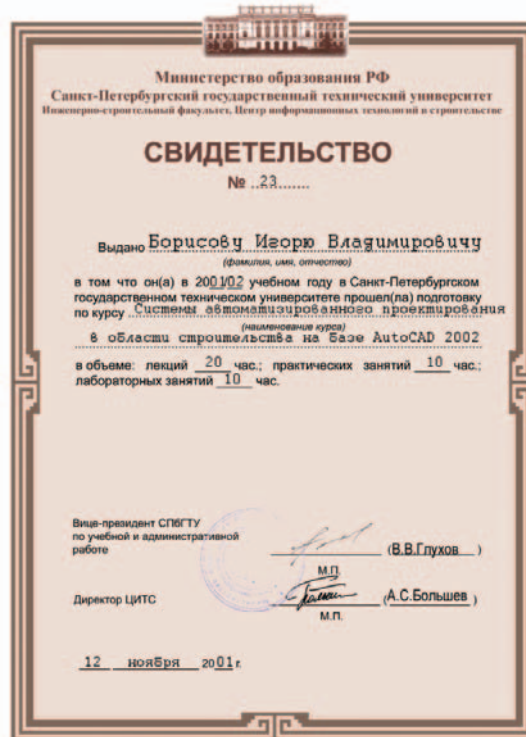 Министерство образования РФ
Санкт-Петербургский государственный технический университет
Инженерно-строительный факультет, Центр информационных технологий в строительстве
СВИДЕТЕЛЬСТВО
№ 23
Выдано Борисову Игорю Владимировичу
(фамилия, имя, отчество)
в том что он(а) в 2001/02 учебном году в Санкт-Петербургском
государственном техническом университете прошел(ла) подготовку
по курсу Системы автоматизированного проектирования
(наименование курса)
в области строительства на базе AutoCAD 2002
в объеме: лекций 20 час.; практических занятий 10 час.;
лабораторных занятий 10 час.
Вице-президент СПбГТУ
по учебной и административной
работе (В.В.Глухов )
М.П.
Директор ЦИТС (А.С.Большев )
М.П.
12 ноября 2001г.